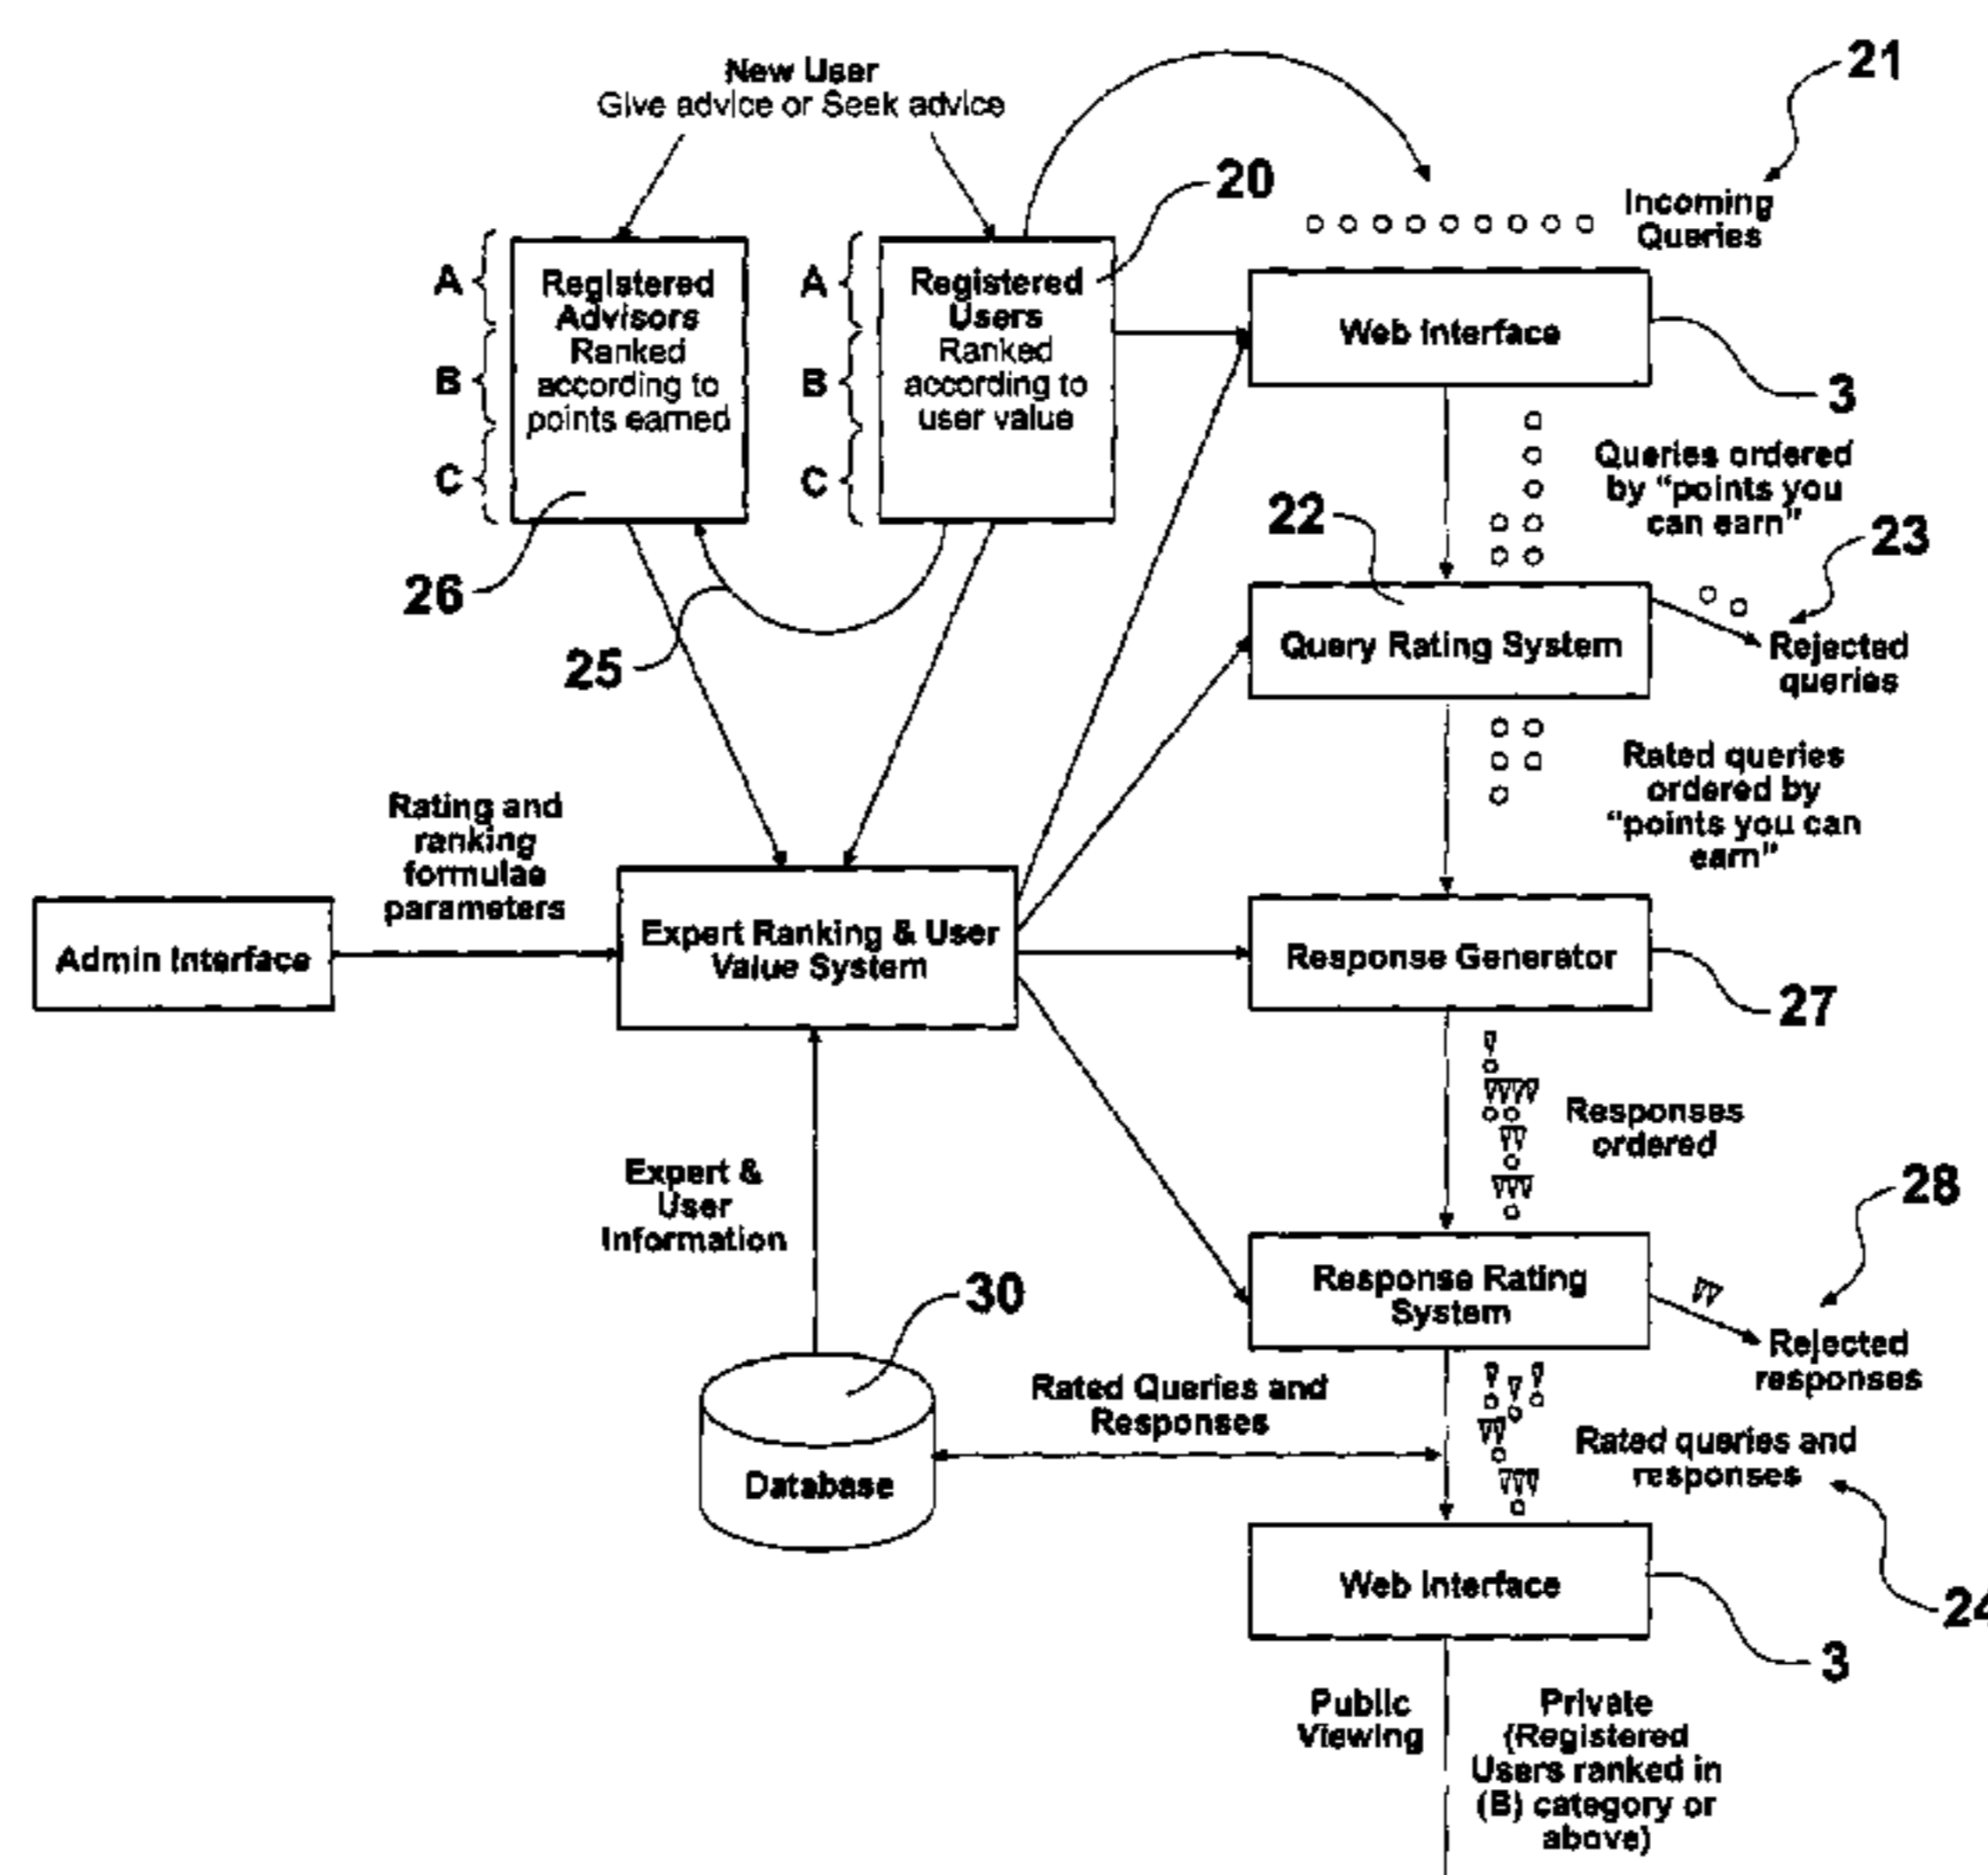 New User
Give advice or Seek advice
21
20
Incoming
Queries
A
B
C
Registered
Advisors
Ranked
according to
points earned
A
B
C
Registered
Users
Ranked
according to
user value
Web Interface
3
Queries ordered
by “points you
can earn”
22
23
26
25
Query Rating System
Rejected
queries
Rated queries
ordered by
“points you can
earn”
Rating and
ranking
formulae
parameters
Admin Interface
Expert Ranking & User
Value System
Response Generator
27
Responses
ordered
Expert &
User
Information
28
Response Rating
System
Rejected
responses
30
Database
Rated Queries and
Responses
Rated queries and
responses
24
Web Interface
3
Public
Viewing
Private
(Registered
Users ranked in
(B) category or
above)